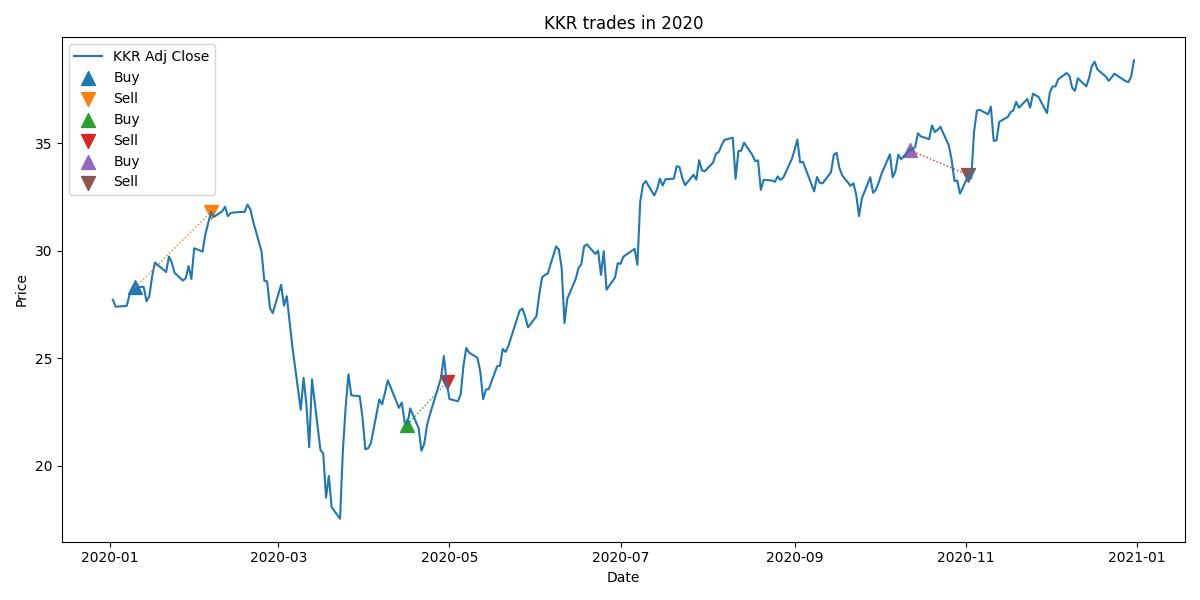 KKR trades in 2020
KKR Adj Close
Buy
Sell
Buy
Sell
Buy
Sell
35
30
25
20
Price
2020-01
2020-03
2020-05
2020-07
2020-09
2020-11
2021-01
Date